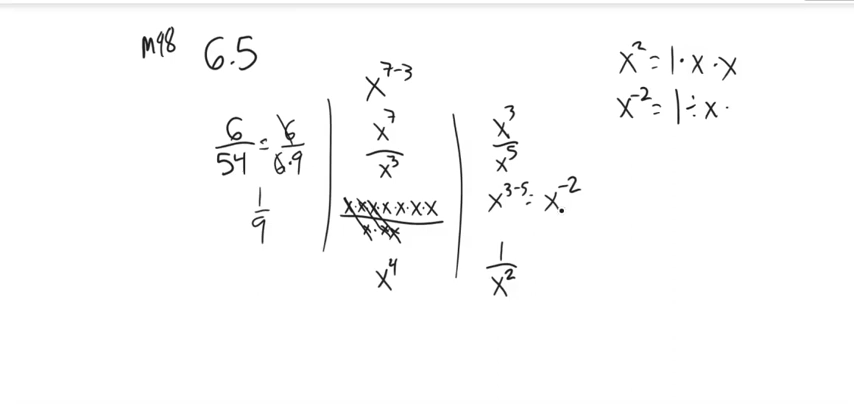 m98 6.5
6/54 = 6/6·9
1/9
x^{7-3}
x^7/x^3
x·x·x·x·x·x·x/x·x·x
x^4
x^3/x^5
x^{3-5} = x^{-2}
1/x^2
x^2 = 1·x·x
x^{-2} = 1÷x·